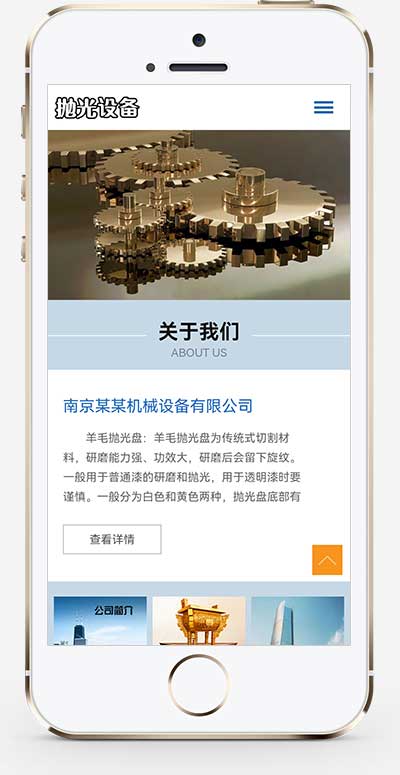 抛光设备
关于我们
ABOUT US
南京某某机械设备有限公司
羊毛抛光盘：羊毛抛光盘为传统式切割材
料，研磨能力强、功效大，研磨后会留下旋纹。
一般用于普通漆的研磨和抛光，用于透明漆时要
谨慎。一般分为白色和黄色两种，抛光盘底部有
查看详情
公司简介